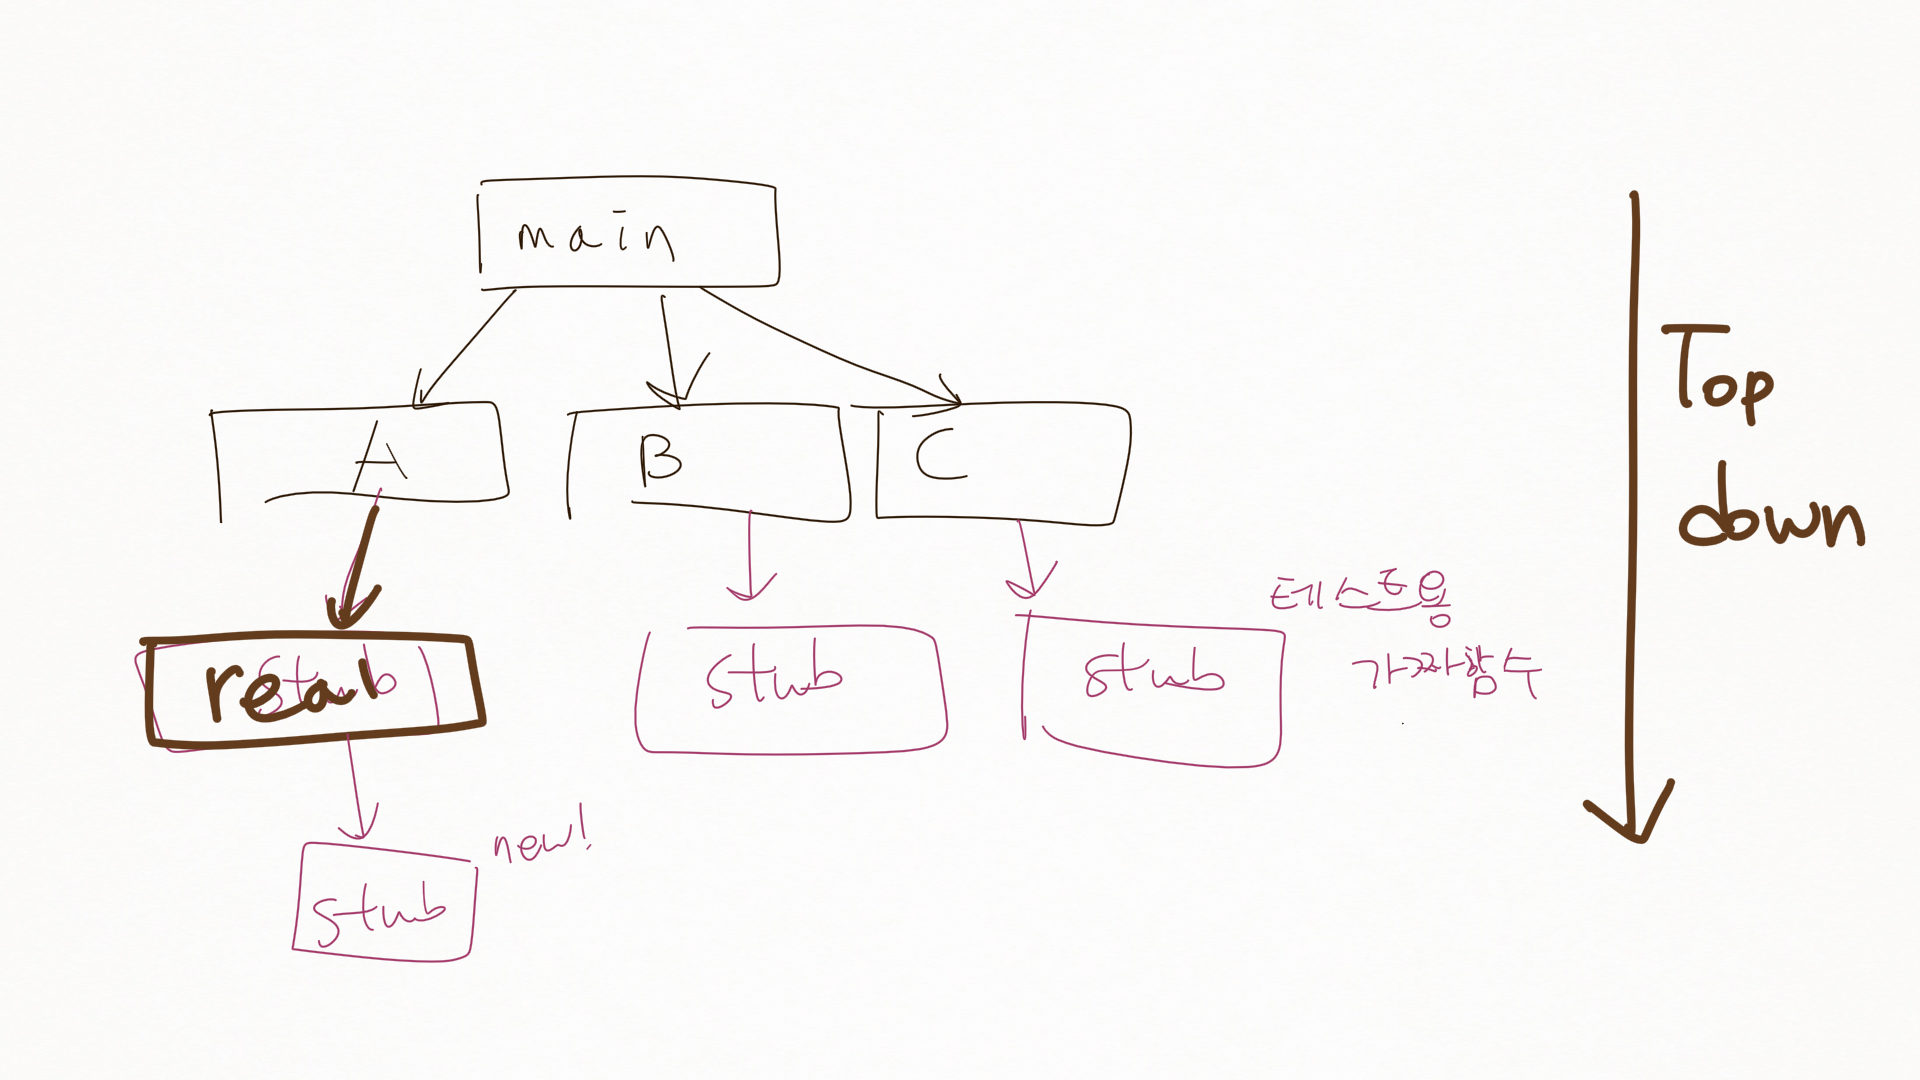 main
A
B
C
Top
down
테스트용
가짜함수
real
stub
stub
stub
new!
stub